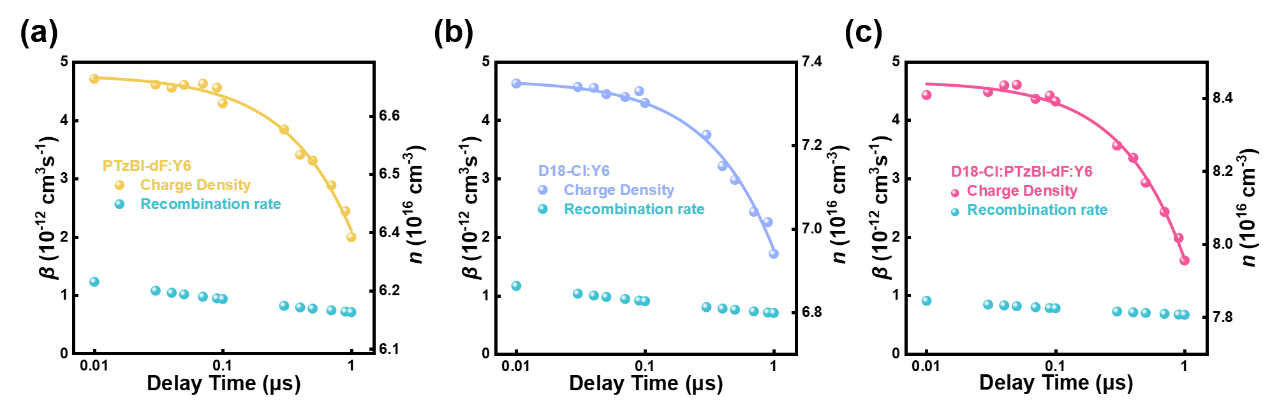 (a)
5
4
3
2
1
0
β (10⁻¹² cm³s⁻¹)
6.6
6.5
6.4
6.3
6.2
6.1
n (10¹⁶ cm⁻³)
PTzBI-dF:Y6
Charge Density
Recombination rate
0.01
0.1
1
Delay Time (μs)
(b)
5
4
3
2
1
0
β (10⁻¹² cm³s⁻¹)
7.4
7.2
7.0
6.8
n (10¹⁶ cm⁻³)
D18-Cl:Y6
Charge Density
Recombination rate
0.01
0.1
1
Delay Time (μs)
(c)
5
4
3
2
1
0
β (10⁻¹² cm³s⁻¹)
8.4
8.2
8.0
7.8
n (10¹⁶ cm⁻³)
D18-Cl:PTzBI-dF:Y6
Charge Density
Recombination rate
0.01
0.1
1
Delay Time (μs)